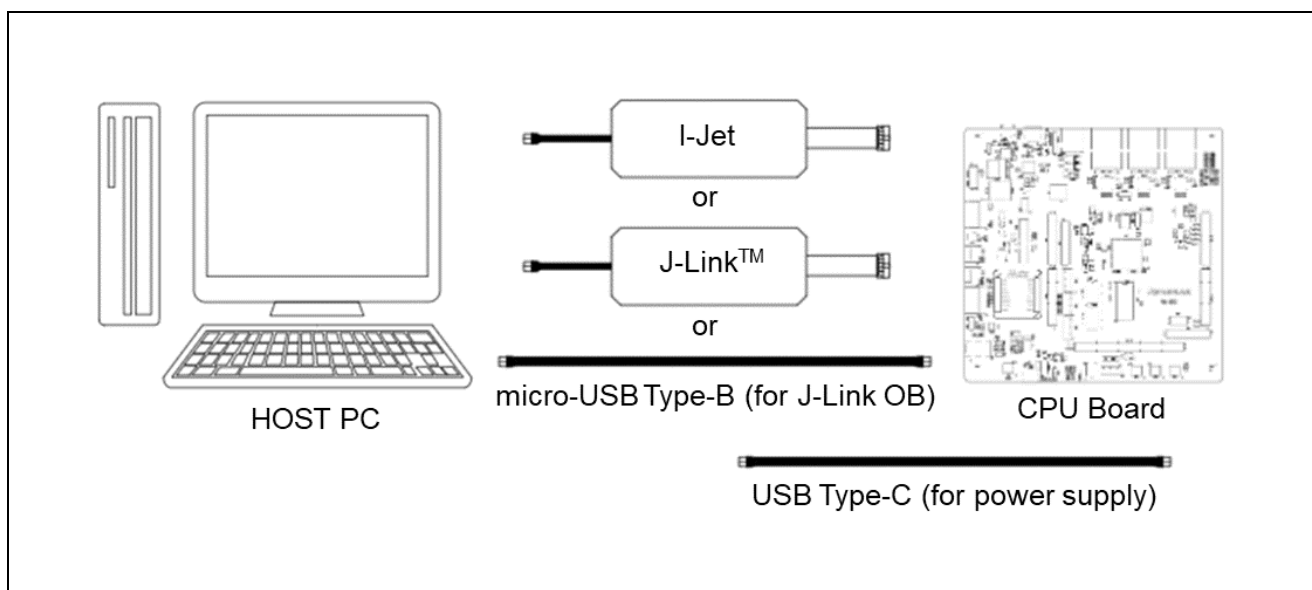 I-Jet
or
J-Link™
or
micro-USB Type-B (for J-Link OB)
HOST PC
CPU Board
USB Type-C (for power supply)